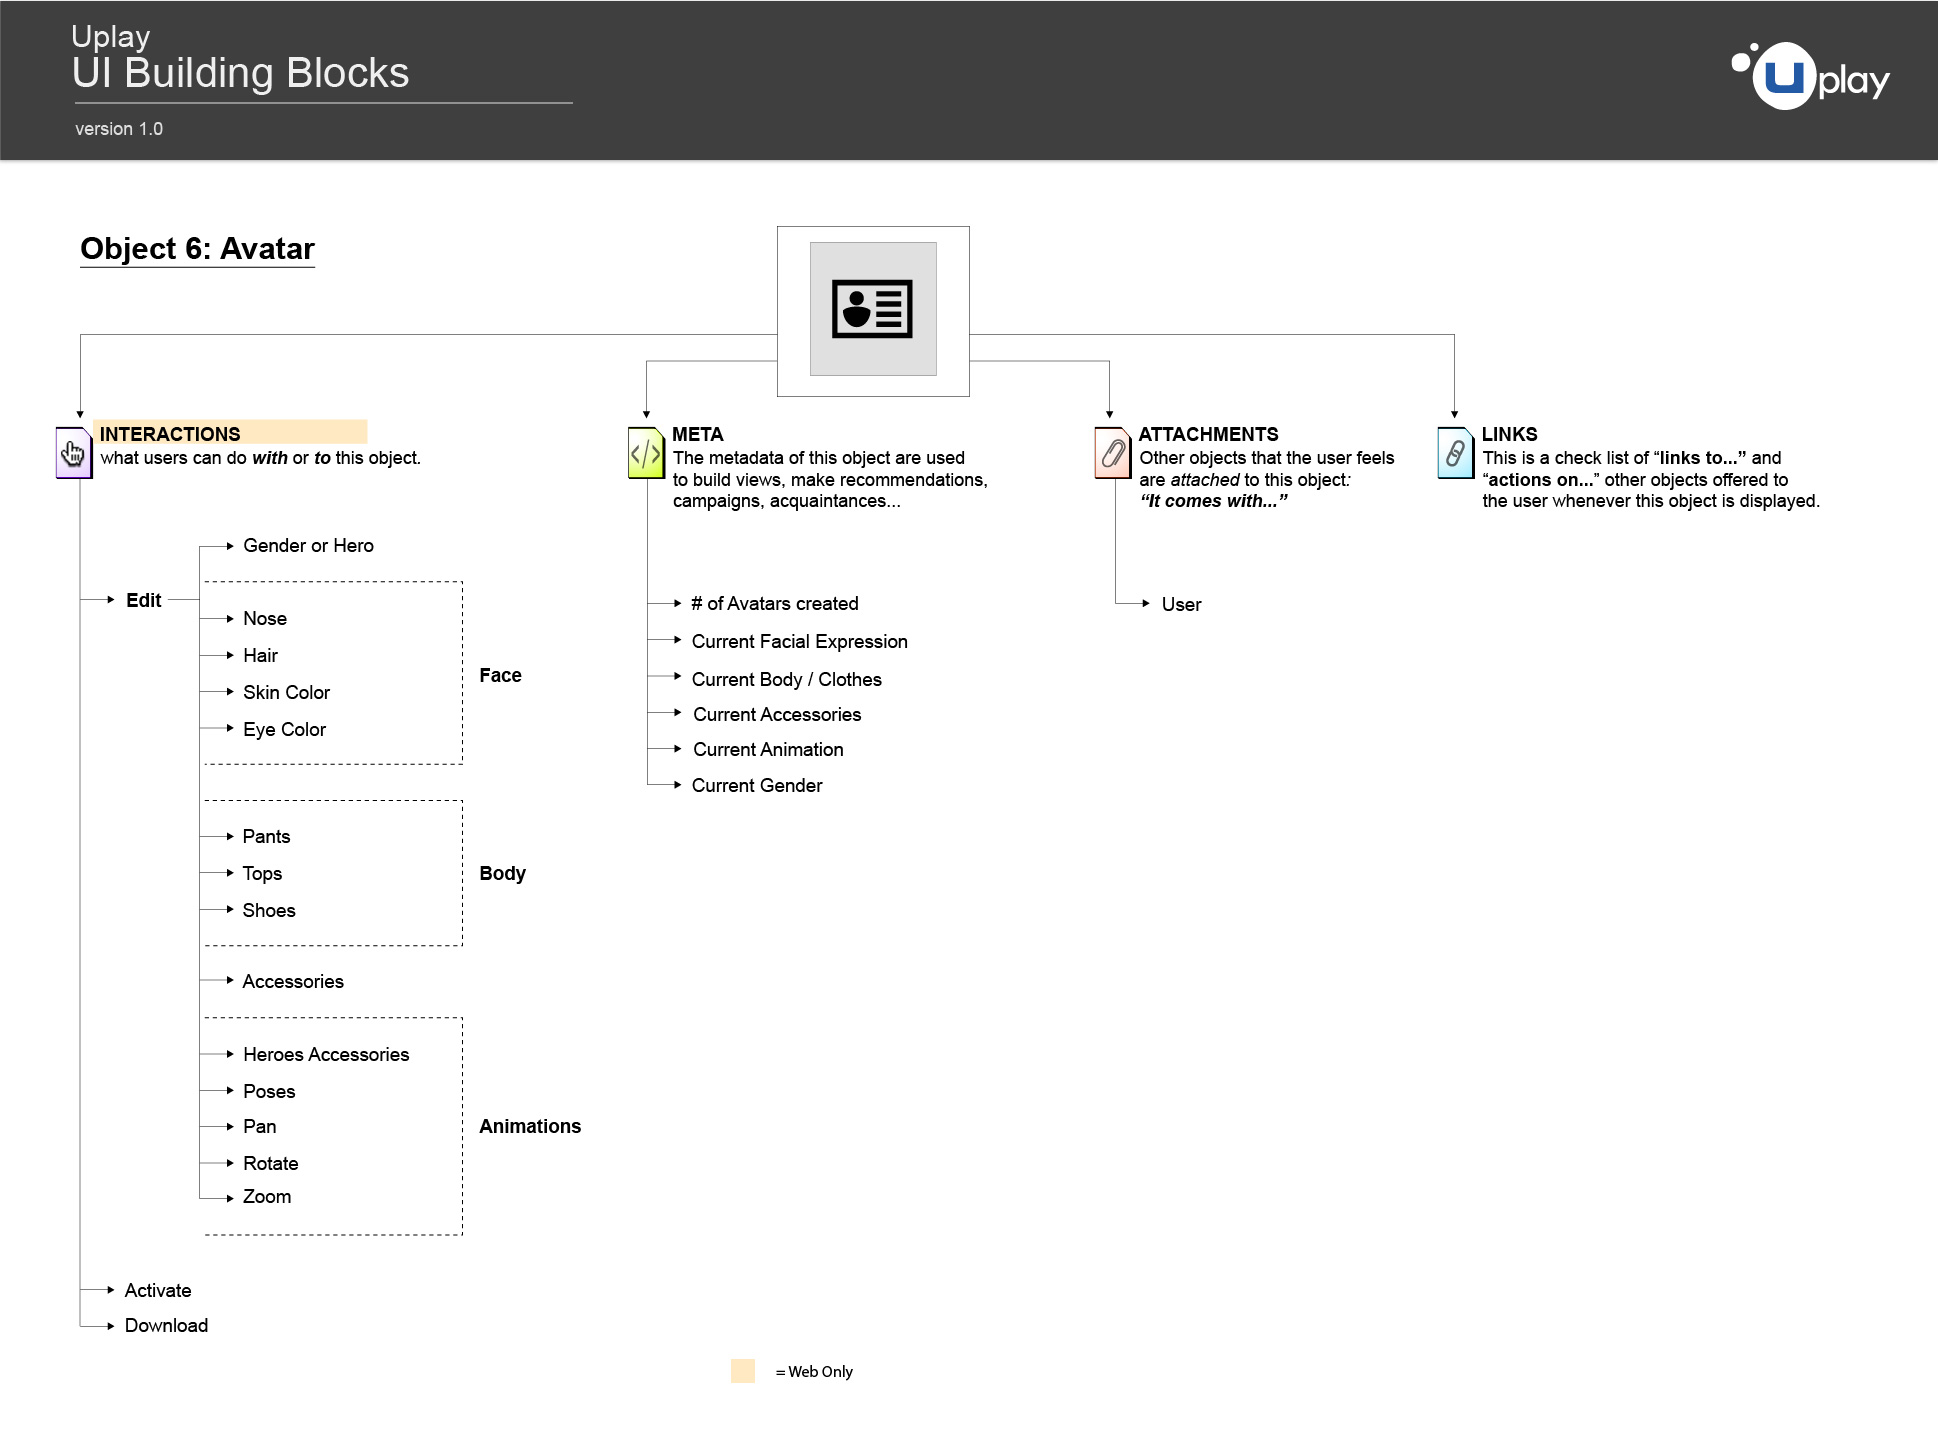 Uplay
UI Building Blocks
version 1.0
Uplay
Object 6: Avatar
INTERACTIONS
what users can do with or to this object.
Edit
Gender or Hero
Nose
Hair
Skin Color
Eye Color
Face
Pants
Tops
Shoes
Body
Accessories
Heroes Accessories
Poses
Pan
Rotate
Zoom
Animations
Activate
Download
META
The metadata of this object are used
to build views, make recommendations,
campaigns, acquaintances...
# of Avatars created
Current Facial Expression
Current Body / Clothes
Current Accessories
Current Animation
Current Gender
ATTACHMENTS
Other objects that the user feels
are attached to this object:
“It comes with...”
User
LINKS
This is a check list of “links to...” and
“actions on...” other objects offered to
the user whenever this object is displayed.
= Web Only